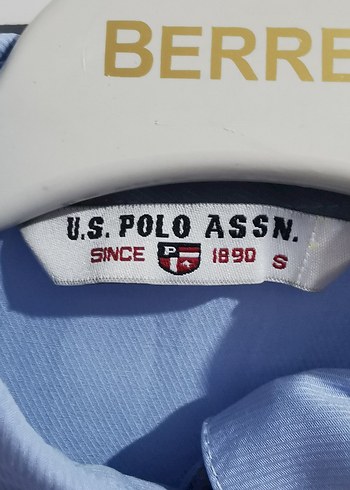 BERRE
U.S. POLO ASSN.
SINCE P 1890 S